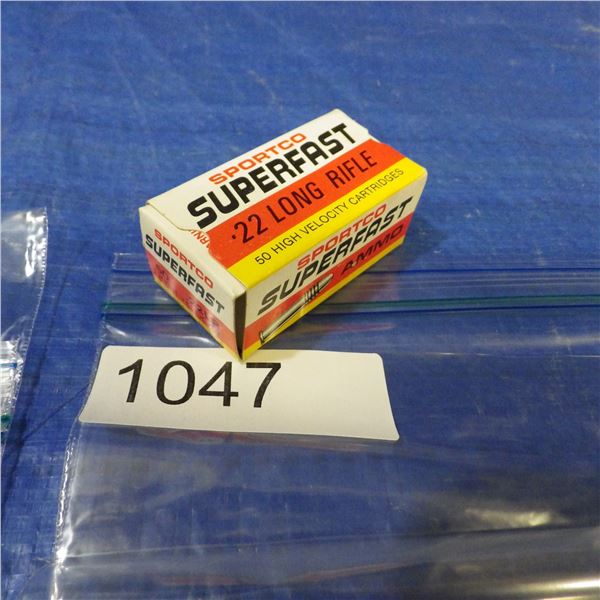 SPORTCO
SUPERFAST
.22 LONG RIFLE
50 HIGH VELOCITY CARTRIDGES
SPORTCO
SUPERFAST
SPORTCO
SUPERFAST
AMMO
1047